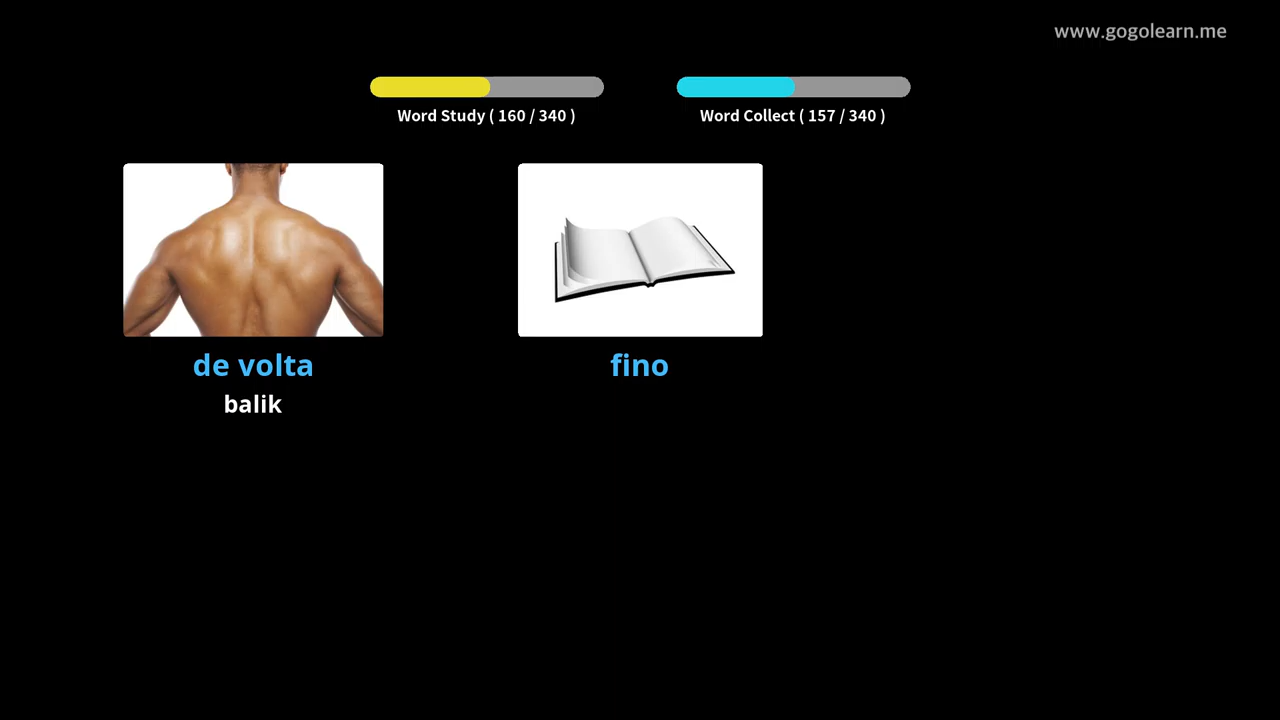 www.gogolearn.me
Word Study ( 160 / 340 )
Word Collect ( 157 / 340 )
de volta
balik
fino